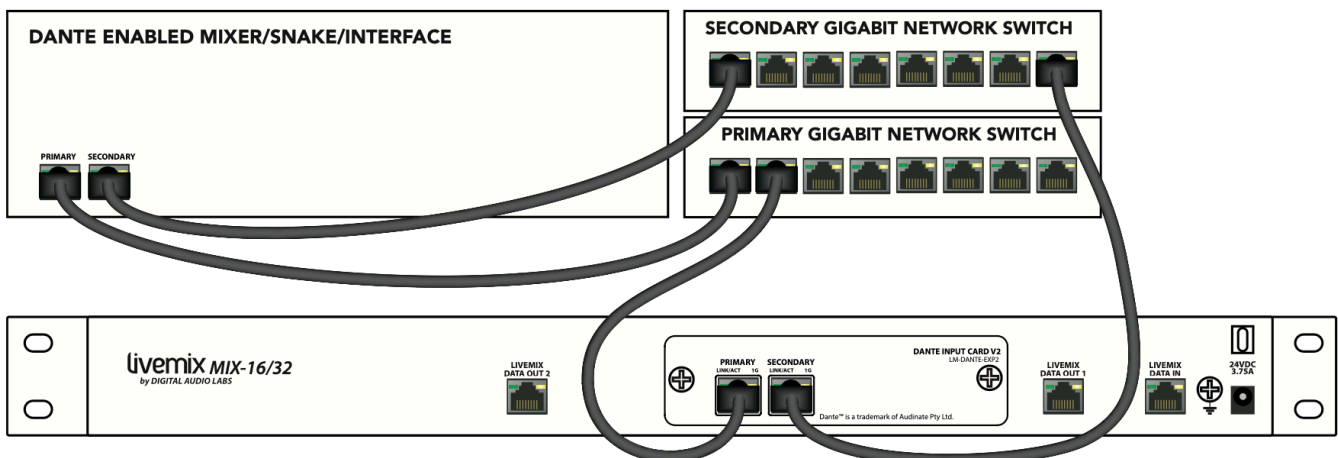 DANTE ENABLED MIXER/SNAKE/INTERFACE
PRIMARY SECONDARY
SECONDARY GIGABIT NETWORK SWITCH
PRIMARY GIGABIT NETWORK SWITCH
livemix MIX-16/32
by DIGITAL AUDIO LABS
LIVEMIX
DATA OUT 2
PRIMARY SECONDARY
LINK/ACT 1G LINK/ACT 1G
DANTE INPUT CARD V2
LM-DANTE-EXP2
Dante™ is a trademark of Audinate Pty Ltd.
LIVEMIX
DATA OUT 1
LIVEMIX
DATA IN
24VDC
3.75A